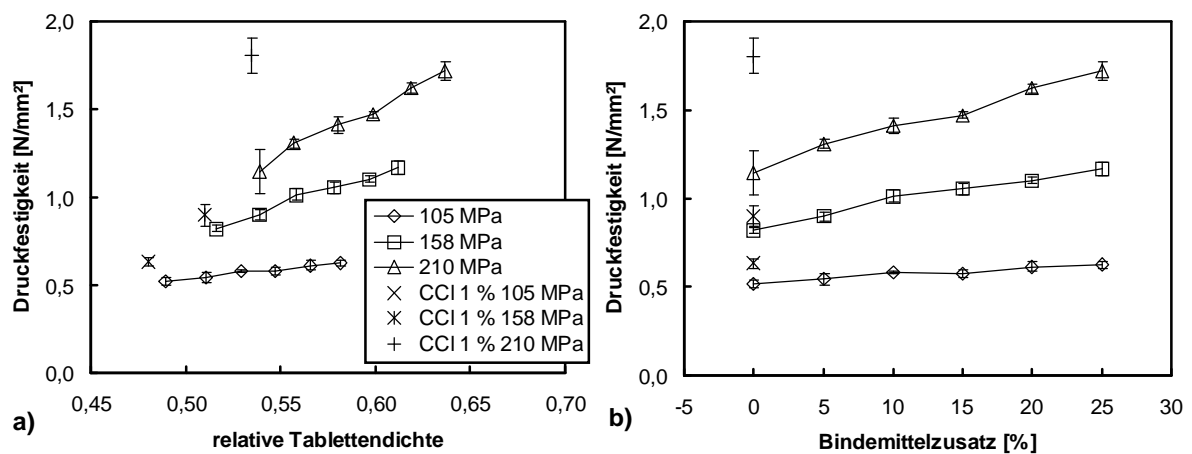 2,0
1,5
1,0
0,5
0,0
Druckfestigkeit [N/mm²]
0,45 0,50 0,55 0,60 0,65 0,70
relative Tablettendichte
a)
105 MPa
158 MPa
210 MPa
CCl 1 % 105 MPa
CCl 1 % 158 MPa
CCl 1 % 210 MPa
2,0
1,5
1,0
0,5
0,0
Druckfestigkeit [N/mm²]
-5 0 5 10 15 20 25 30
Bindemittelzusatz [%]
b)